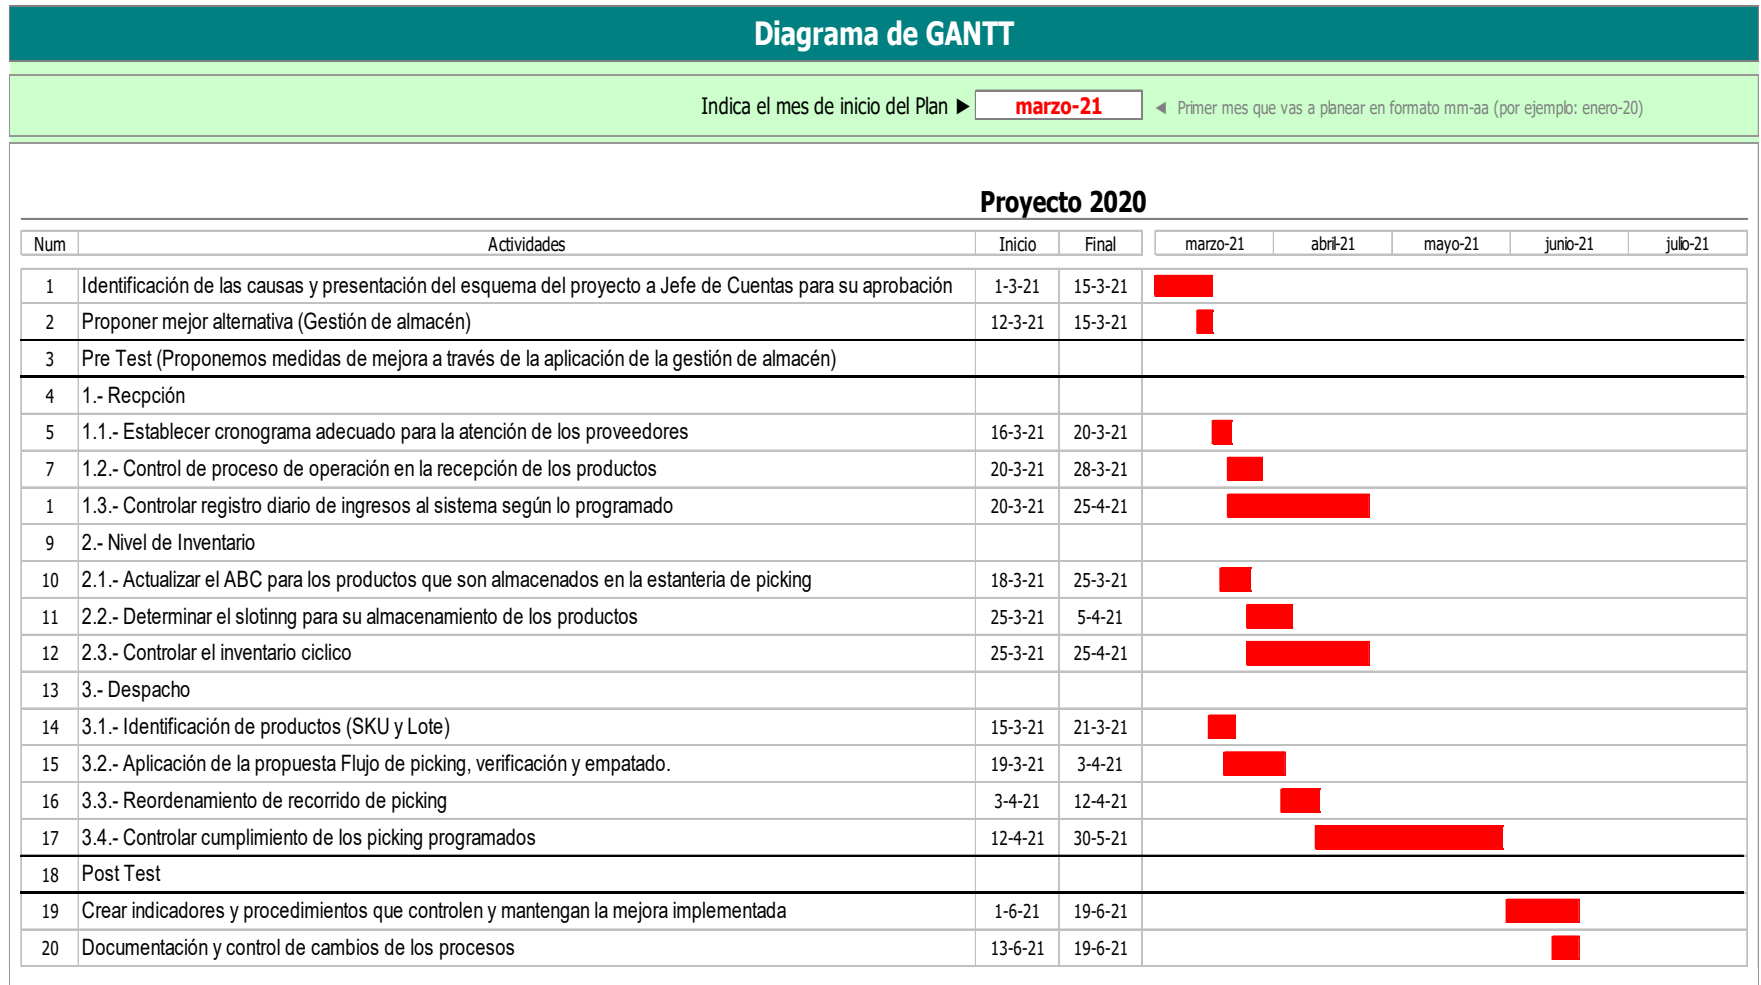 Diagrama de GANTT
Indica el mes de inicio del Plan ► marzo-21 ◄ Primer mes que vas a planear en formato mm-aa (por ejemplo: enero-20)
Proyecto 2020
Num Actividades Inicio Final marzo-21 abril-21 mayo-21 junio-21 julio-21
1 Identificación de las causas y presentación del esquema del proyecto a Jefe de Cuentas para su aprobación 1-3-21 15-3-21
2 Proponer mejor alternativa (Gestión de almacén) 12-3-21 15-3-21
3 Pre Test (Proponemos medidas de mejora a través de la aplicación de la gestión de almacén)
4 1.- Recpción
5 1.1.- Establecer cronograma adecuado para la atención de los proveedores 16-3-21 20-3-21
7 1.2.- Control de proceso de operación en la recepción de los productos 20-3-21 28-3-21
1 1.3.- Controlar registro diario de ingresos al sistema según lo programado 20-3-21 25-4-21
9 2.- Nivel de Inventario
10 2.1.- Actualizar el ABC para los productos que son almacenados en la estanteria de picking 18-3-21 25-3-21
11 2.2.- Determinar el slotinng para su almacenamiento de los productos 25-3-21 5-4-21
12 2.3.- Controlar el inventario ciclico 25-3-21 25-4-21
13 3.- Despacho
14 3.1.- Identificación de productos (SKU y Lote) 15-3-21 21-3-21
15 3.2.- Aplicación de la propuesta Flujo de picking, verificación y empatado. 19-3-21 3-4-21
16 3.3.- Reordenamiento de recorrido de picking 3-4-21 12-4-21
17 3.4.- Controlar cumplimiento de los picking programados 12-4-21 30-5-21
18 Post Test
19 Crear indicadores y procedimientos que controlen y mantengan la mejora implementada 1-6-21 19-6-21
20 Documentación y control de cambios de los procesos 13-6-21 19-6-21